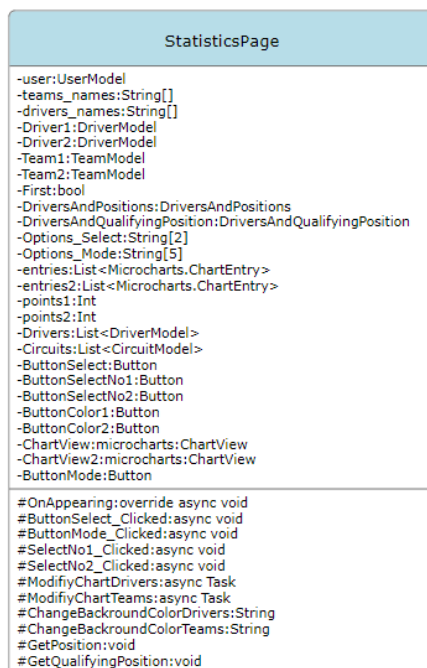 StatisticsPage
-user:UserModel
-teams_names:String[]
-drivers_names:String[]
-Driver1:DriverModel
-Driver2:DriverModel
-Team1:TeamModel
-Team2:TeamModel
-First:bool
-DriversAndPositions:DriversAndPositions
-DriversAndQualifyingPosition:DriversAndQualifyingPosition
-Options_Select:String[2]
-Options_Mode:String[5]
-entries:List<Microcharts.ChartEntry>
-entries2:List<Microcharts.ChartEntry>
-points1:Int
-points2:Int
-Drivers:List<DriverModel>
-Circuits:List<CircuitModel>
-ButtonSelect:Button
-ButtonSelectNo1:Button
-ButtonSelectNo2:Button
-ButtonColor1:Button
-ButtonColor2:Button
-ChartView:microcharts:ChartView
-ChartView2:microcharts:ChartView
-ButtonMode:Button
#OnAppearing:override async void
#ButtonSelect_Clicked:async void
#ButtonMode_Clicked:async void
#SelectNo1_Clicked:async void
#SelectNo2_Clicked:async void
#ModifiyChartDrivers:async Task
#ModifiyChartTeams:async Task
#ChangeBackroundColorDrivers:String
#ChangeBackroundColorTeams:String
#GetPosition:void
#GetQualifyingPosition:void